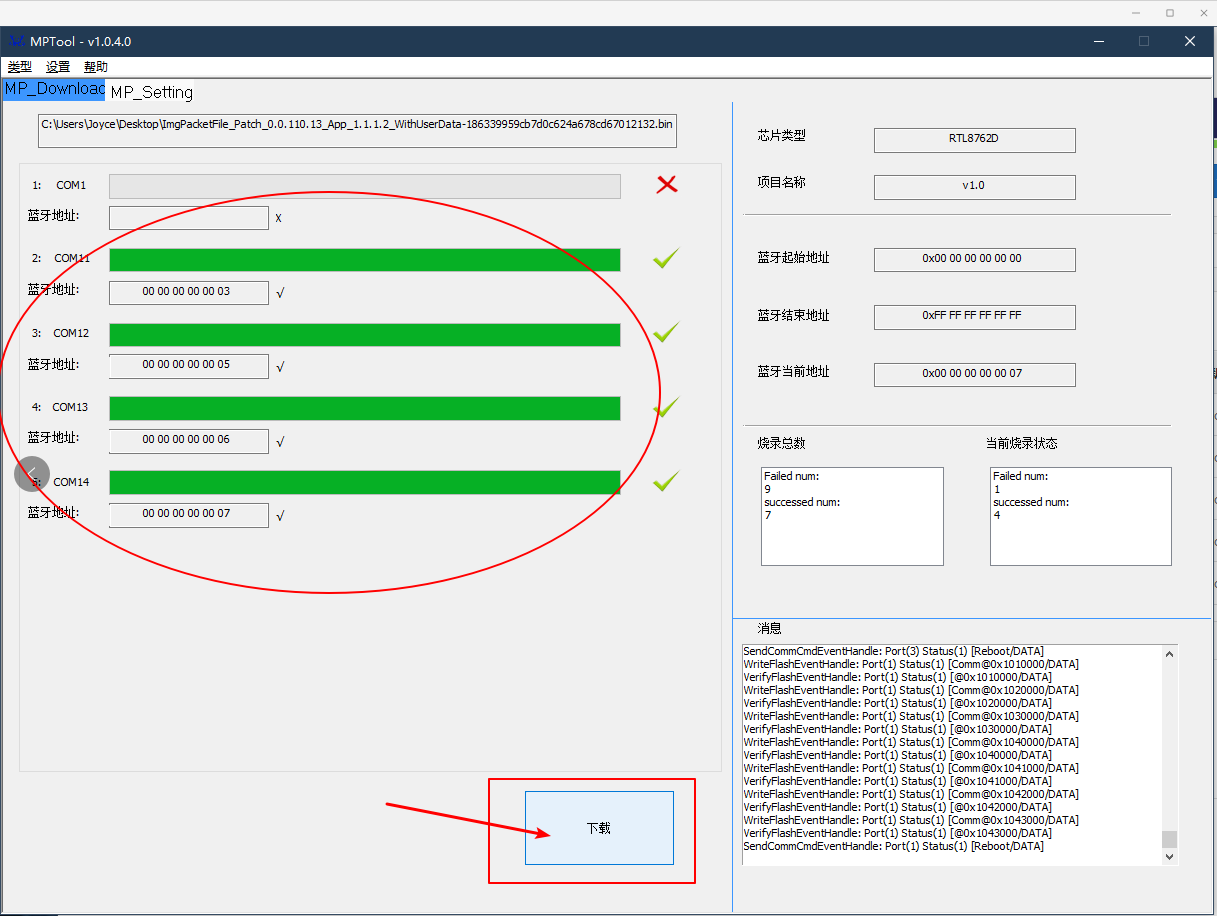 MPTool - v1.0.4.0
类型 设置 帮助
MP_Download MP_Setting
C:\Users\Joyce\Desktop\ImgPacketFile_Patch_0.0.110.13_App_1.1.1.2_WithUserData-186339959cb7d0c624a678cd67012132.bin
1: COM1
蓝牙地址: X
2: COM11
蓝牙地址: 00 00 00 00 00 03 √
3: COM12
蓝牙地址: 00 00 00 00 00 05 √
4: COM13
蓝牙地址: 00 00 00 00 00 06 √
5: COM14
蓝牙地址: 00 00 00 00 00 07 √
下载
芯片类型 RTL8762D
项目名称 v1.0
蓝牙起始地址 0x00 00 00 00 00 00
蓝牙结束地址 0xFF FF FF FF FF FF
蓝牙当前地址 0x00 00 00 00 00 07
烧录总数 当前烧录状态
Failed num:
9
successed num:
7
Failed num:
1
successed num:
4
消息
SendCommCmdEventHandle: Port(3) Status(1) [Reboot/DATA]
WriteFlashEventHandle: Port(1) Status(1) [Comm@0x1010000/DATA]
VerifyFlashEventHandle: Port(1) Status(1) [@0x1010000/DATA]
WriteFlashEventHandle: Port(1) Status(1) [Comm@0x1020000/DATA]
VerifyFlashEventHandle: Port(1) Status(1) [@0x1020000/DATA]
WriteFlashEventHandle: Port(1) Status(1) [Comm@0x1030000/DATA]
VerifyFlashEventHandle: Port(1) Status(1) [@0x1030000/DATA]
WriteFlashEventHandle: Port(1) Status(1) [Comm@0x1040000/DATA]
VerifyFlashEventHandle: Port(1) Status(1) [@0x1040000/DATA]
WriteFlashEventHandle: Port(1) Status(1) [Comm@0x1041000/DATA]
VerifyFlashEventHandle: Port(1) Status(1) [@0x1041000/DATA]
WriteFlashEventHandle: Port(1) Status(1) [Comm@0x1042000/DATA]
VerifyFlashEventHandle: Port(1) Status(1) [@0x1042000/DATA]
WriteFlashEventHandle: Port(1) Status(1) [Comm@0x1043000/DATA]
VerifyFlashEventHandle: Port(1) Status(1) [@0x1043000/DATA]
SendCommCmdEventHandle: Port(1) Status(1) [Reboot/DATA]